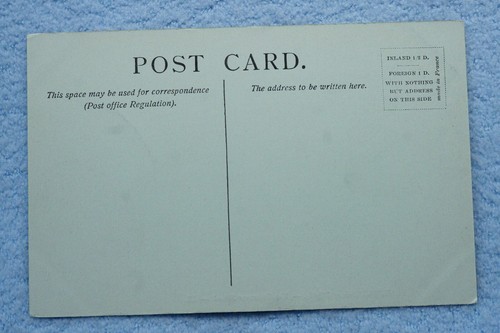 POST CARD.
This space may be used for correspondence
(Post office Regulation).
The address to be written here.
ISLAND 1/2 D.
FOREIGN 1 D.
WITH NOTHING
BUT ADDRESS
ON THIS SIDE
made in France